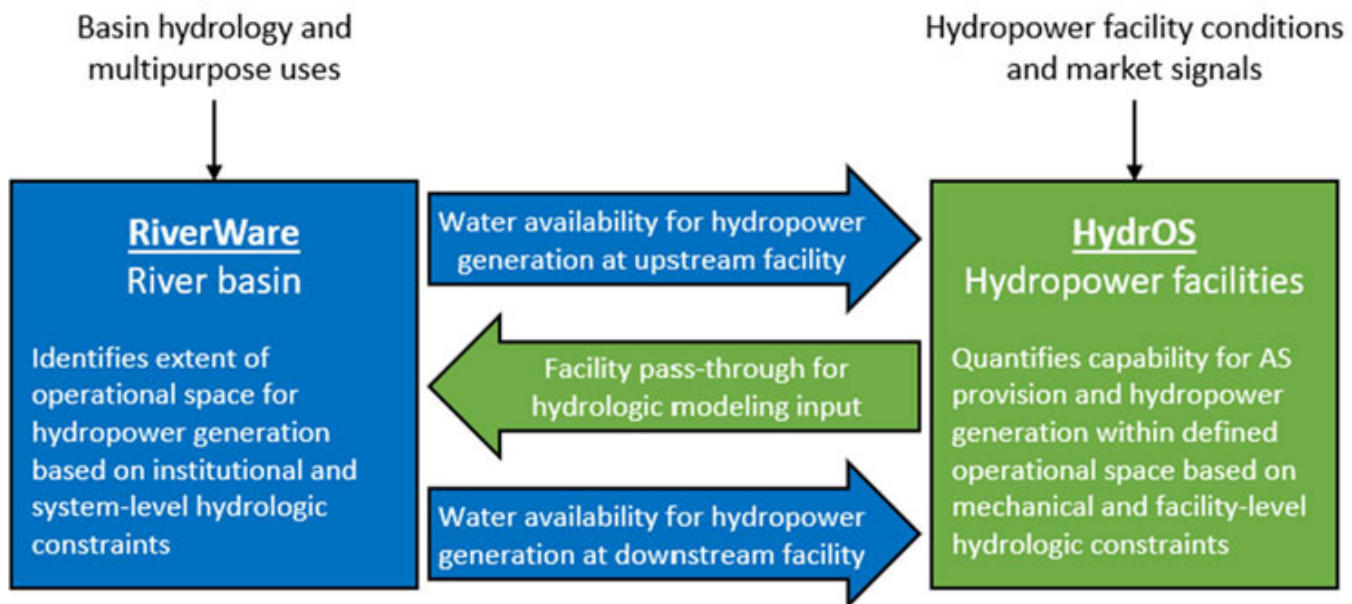 Basin hydrology and
multipurpose uses
Hydropower facility conditions
and market signals
RiverWare
River basin
Identifies extent of
operational space for
hydropower generation
based on institutional and
system-level hydrologic
constraints
Water availability for hydropower
generation at upstream facility
Facility pass-through for
hydrologic modeling input
Water availability for hydropower
generation at downstream facility
HydrOS
Hydropower facilities
Quantifies capability for AS
provision and hydropower
generation within defined
operational space based on
mechanical and facility-level
hydrologic constraints